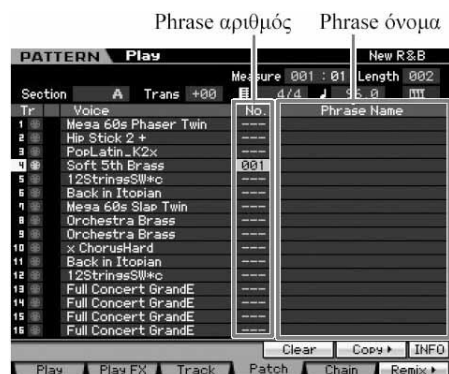 Phrase αριθμός Phrase όνομα
PATTERN Play New R&B
Measure 001 : 01 Length 002
Section A Trans +00 4/4 96.0
Tr Voice No. Phrase Name
1 Mega 60s Phaser Twin ---
2 Hip Stick 2 + ---
3 PopLatin_K2x ---
4 Soft 5th Brass 001
5 12StringsSW*c ---
6 Back in Itopian ---
7 Mega 60s Slap Twin ---
8 Orchestra Brass ---
9 Orchestra Brass ---
10 x ChorusHard ---
11 Back in Itopian ---
12 12StringsSW*c ---
13 Full Concert GrandE ---
14 Full Concert GrandE ---
15 Full Concert GrandE ---
16 Full Concert GrandE ---
Clear Copy INFO
Play Play FX Track Patch Chain Remix